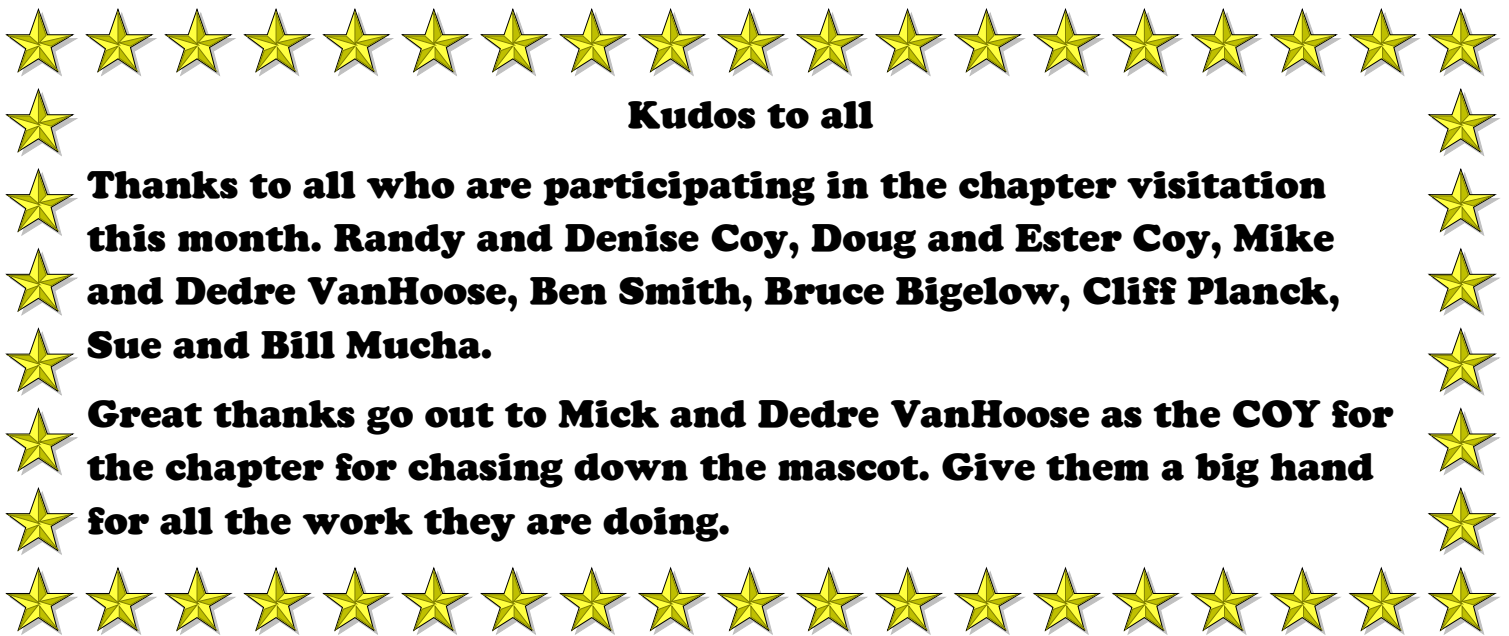 Kudos to all
Thanks to all who are participating in the chapter visitation
this month. Randy and Denise Coy, Doug and Ester Coy, Mike
and Dedre VanHoose, Ben Smith, Bruce Bigelow, Cliff Planck,
Sue and Bill Mucha.
Great thanks go out to Mick and Dedre VanHoose as the COY for
the chapter for chasing down the mascot. Give them a big hand
for all the work they are doing.